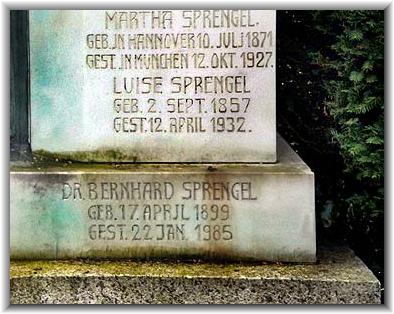 MARTHA SPRENGEL.
GEB. IN HANNOVER 10. JULI 1871
GEST. IN MÜNCHEN 12. OKT. 1927.
LUISE SPRENGEL
GEB. 2. SEPT. 1857
GEST. 12. APRIL 1932.
DR. BERNHARD SPRENGEL
GEB. 17. APRIL 1899
GEST. 22 JAN. 1985